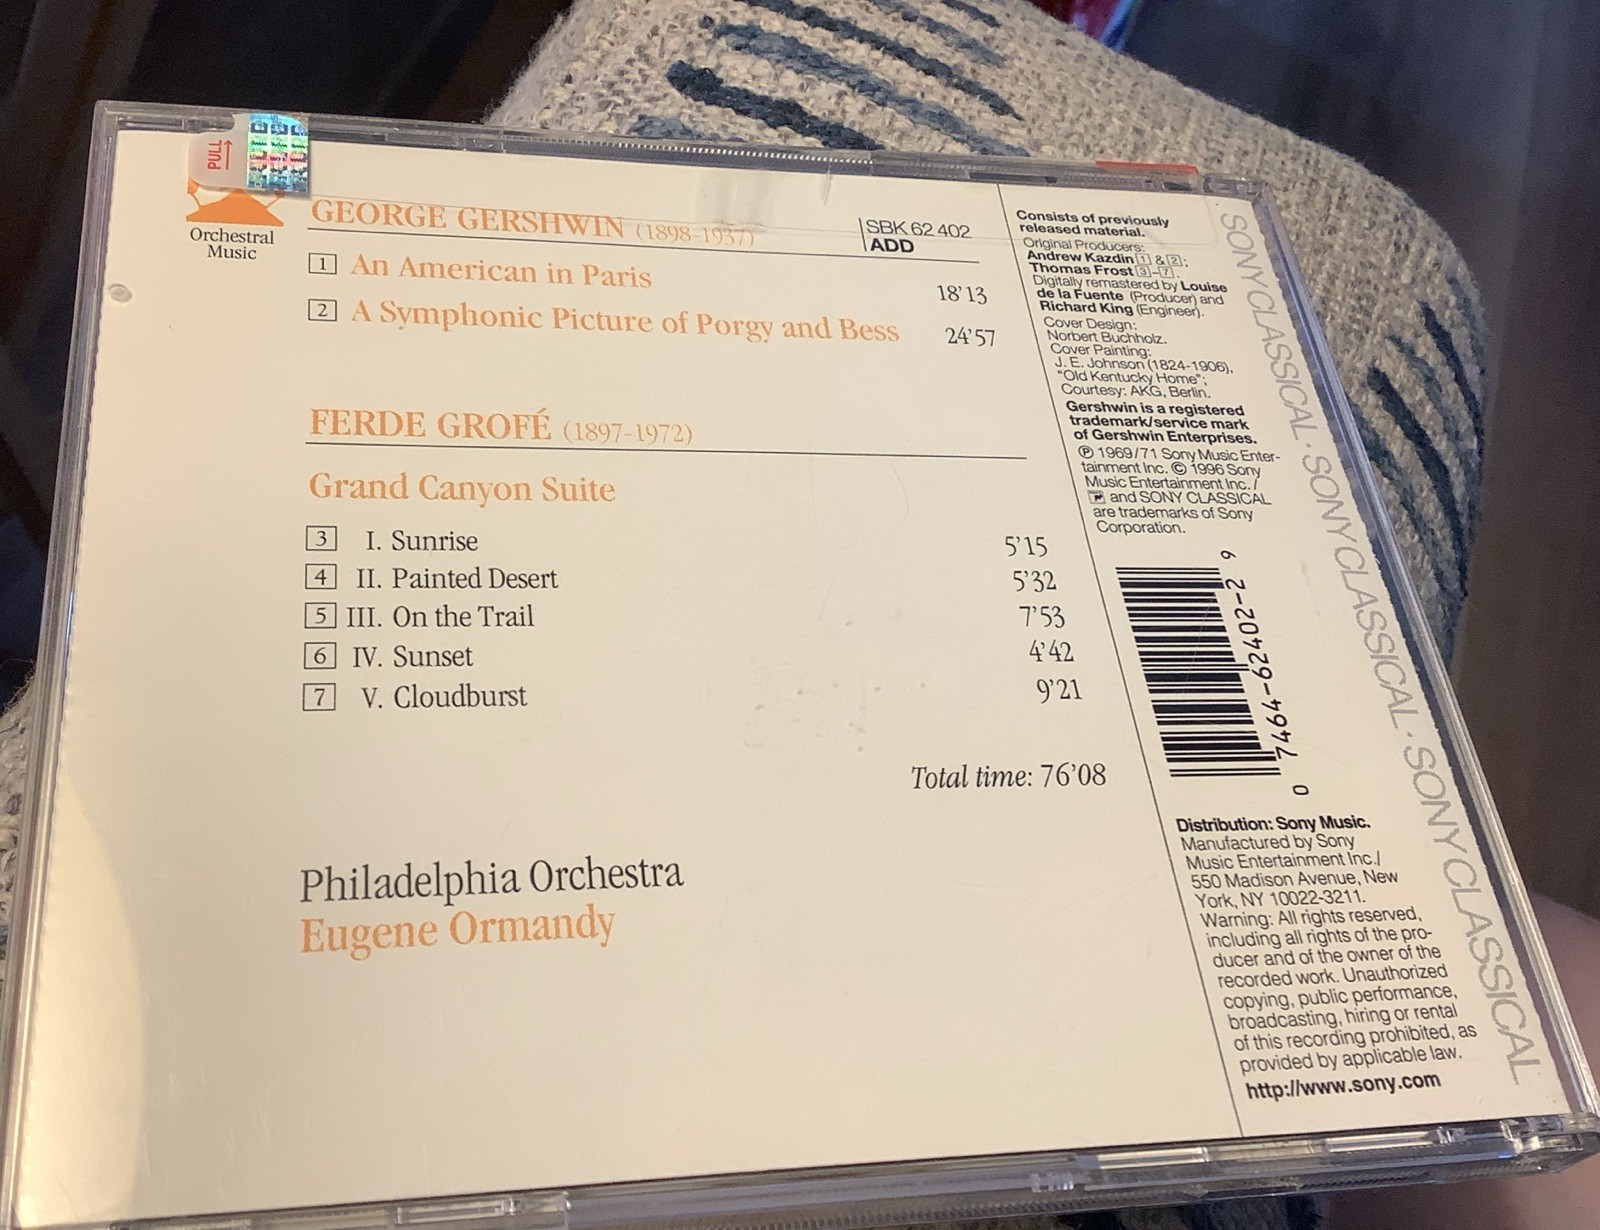 PULL
Orchestral
Music
GEORGE GERSHWIN (1898-1937)
SBK 62 402
ADD
1 An American in Paris 18'13
2 A Symphonic Picture of Porgy and Bess 24'57
FERDE GROFÉ (1897-1972)
Grand Canyon Suite
3 I. Sunrise 5'15
4 II. Painted Desert 5'32
5 III. On the Trail 7'53
6 IV. Sunset 4'42
7 V. Cloudburst 9'21
Total time: 76'08
Philadelphia Orchestra
Eugene Ormandy
Consists of previously
released material.
Original Producers:
Andrew Kazdin 1 & 2;
Thomas Frost 3–7.
Digitally remastered by Louise
de la Fuente (Producer) and
Richard King (Engineer).
Cover Design:
Norbert Buchholz.
Cover Painting:
J. E. Johnson (1824-1906),
"Old Kentucky Home";
Courtesy: AKG, Berlin.
Gershwin is a registered
trademark/service mark
of Gershwin Enterprises.
℗ 1969/71 Sony Music Enter-
tainment Inc. © 1996 Sony
Music Entertainment Inc./
and SONY CLASSICAL
are trademarks of Sony
Corporation.
0 7464-62402-2 9
Distribution: Sony Music.
Manufactured by Sony
Music Entertainment Inc./
550 Madison Avenue, New
York, NY 10022-3211.
Warning: All rights reserved,
including all rights of the pro-
ducer and of the owner of the
recorded work. Unauthorized
copying, public performance,
broadcasting, hiring or rental
of this recording prohibited, as
provided by applicable law.
http://www.sony.com
SONY CLASSICAL · SONY CLASSICAL · SONY CLASSICAL